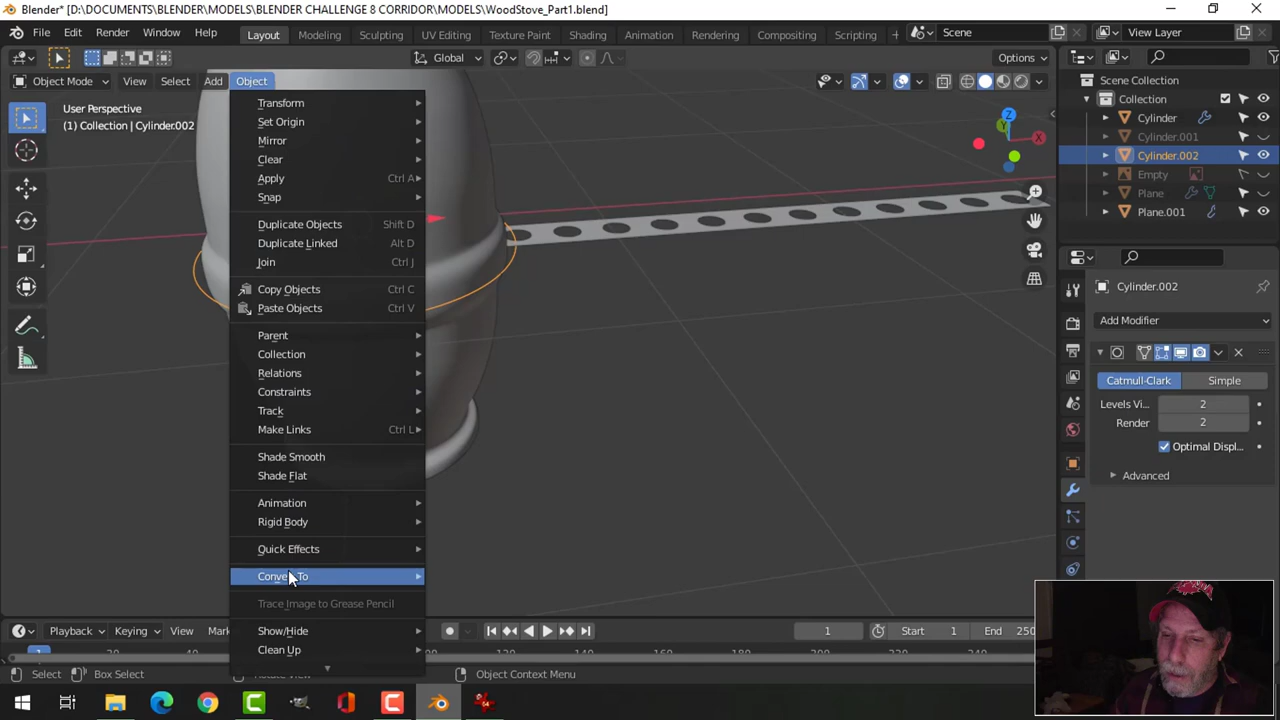 Blender* [D:\DOCUMENTS\BLENDER\MODELS\BLENDER CHALLENGE 8 CORRIDOR\MODELS\WoodStove_Part1.blend]
File Edit Render Window Help Layout Modeling Sculpting UV Editing Texture Paint Shading Animation Rendering Compositing Scripting Scene View Layer
Global Options
Object Mode View Select Add Object
User Perspective
(1) Collection | Cylinder.002
Transform
Set Origin
Mirror
Clear
Apply Ctrl A
Snap
Duplicate Objects Shift D
Duplicate Linked Alt D
Join Ctrl J
Copy Objects Ctrl C
Paste Objects Ctrl V
Parent
Collection
Relations
Constraints
Track
Make Links Ctrl L
Shade Smooth
Shade Flat
Animation
Rigid Body
Quick Effects
Convert To
Trace Image to Grease Pencil
Show/Hide
Clean Up
X
Y
Z
Scene Collection
Collection
Cylinder
Cylinder.001
Cylinder.002
Empty
Plane
Plane.001
Cylinder.002
Add Modifier
Catmull-Clark Simple
Levels Vi... 2
Render 2
Optimal Displ...
Advanced
Playback Keying View 1 Start 1 End 250
1 20 40 100 120 140 160 180 200 220 240
Select Box Select Object Context Menu